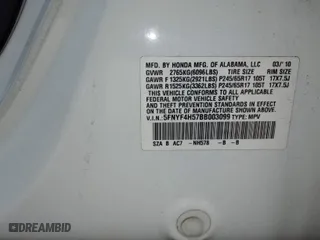 MFD. BY HONDA MFG. OF ALABAMA, LLC 03/'10
GVWR 2765KG(6096LBS) TIRE SIZE RIM SIZE
GAWR F 1325KG(2921LBS) P245/65R17 105T 17X7.5J
GAWR R 1525KG(3362LBS) P245/65R17 105T 17X7.5J
THIS VEHICLE CONFORMS TO ALL APPLICABLE
FEDERAL MOTOR VEHICLE SAFETY
AND THEFT PREVENTION STANDARDS IN EFFECT
ON THE DATE OF MANUFACTURE SHOWN ABOVE.
V.I.N. 5FNYF4H57BB003099 TYPE: MPV
SZA B AC7 -NH578 -B -B
DREAMBID